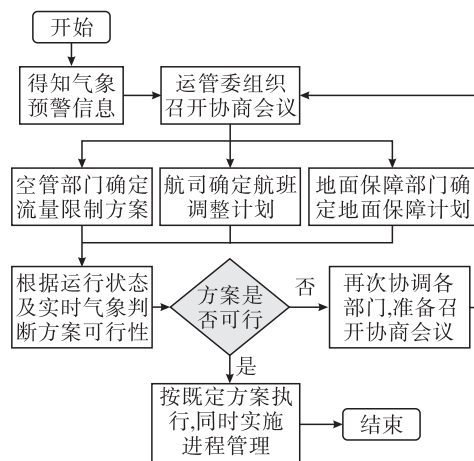 开始
得知气象
预警信息
运管委组织
召开协商会议
空管部门确定
流量限制方案
航司确定航班
调整计划
地面保障部门确
定地面保障计划
根据运行状态
及实时气象判
断方案可行性
方案是
否可行
否
再次协调各
部门,准备召
开协商会议
是
按既定方案执
行,同时实施
进程管理
结束